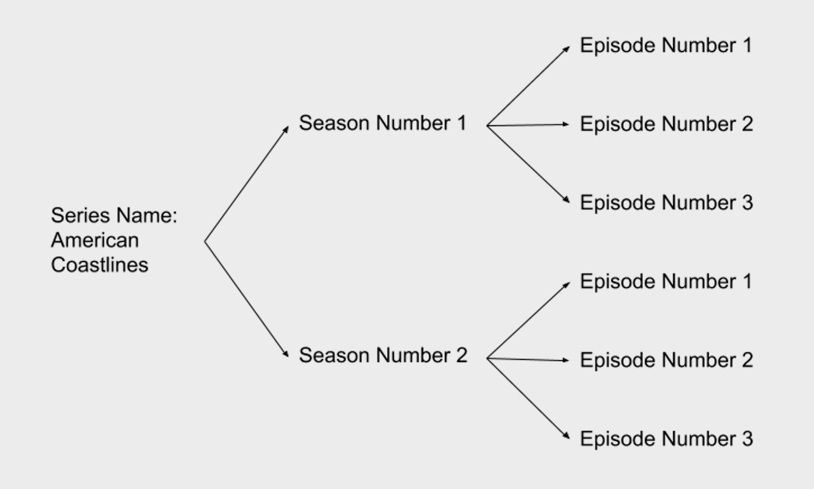 Series Name:
American
Coastlines
Season Number 1
Episode Number 1
Episode Number 2
Episode Number 3
Season Number 2
Episode Number 1
Episode Number 2
Episode Number 3